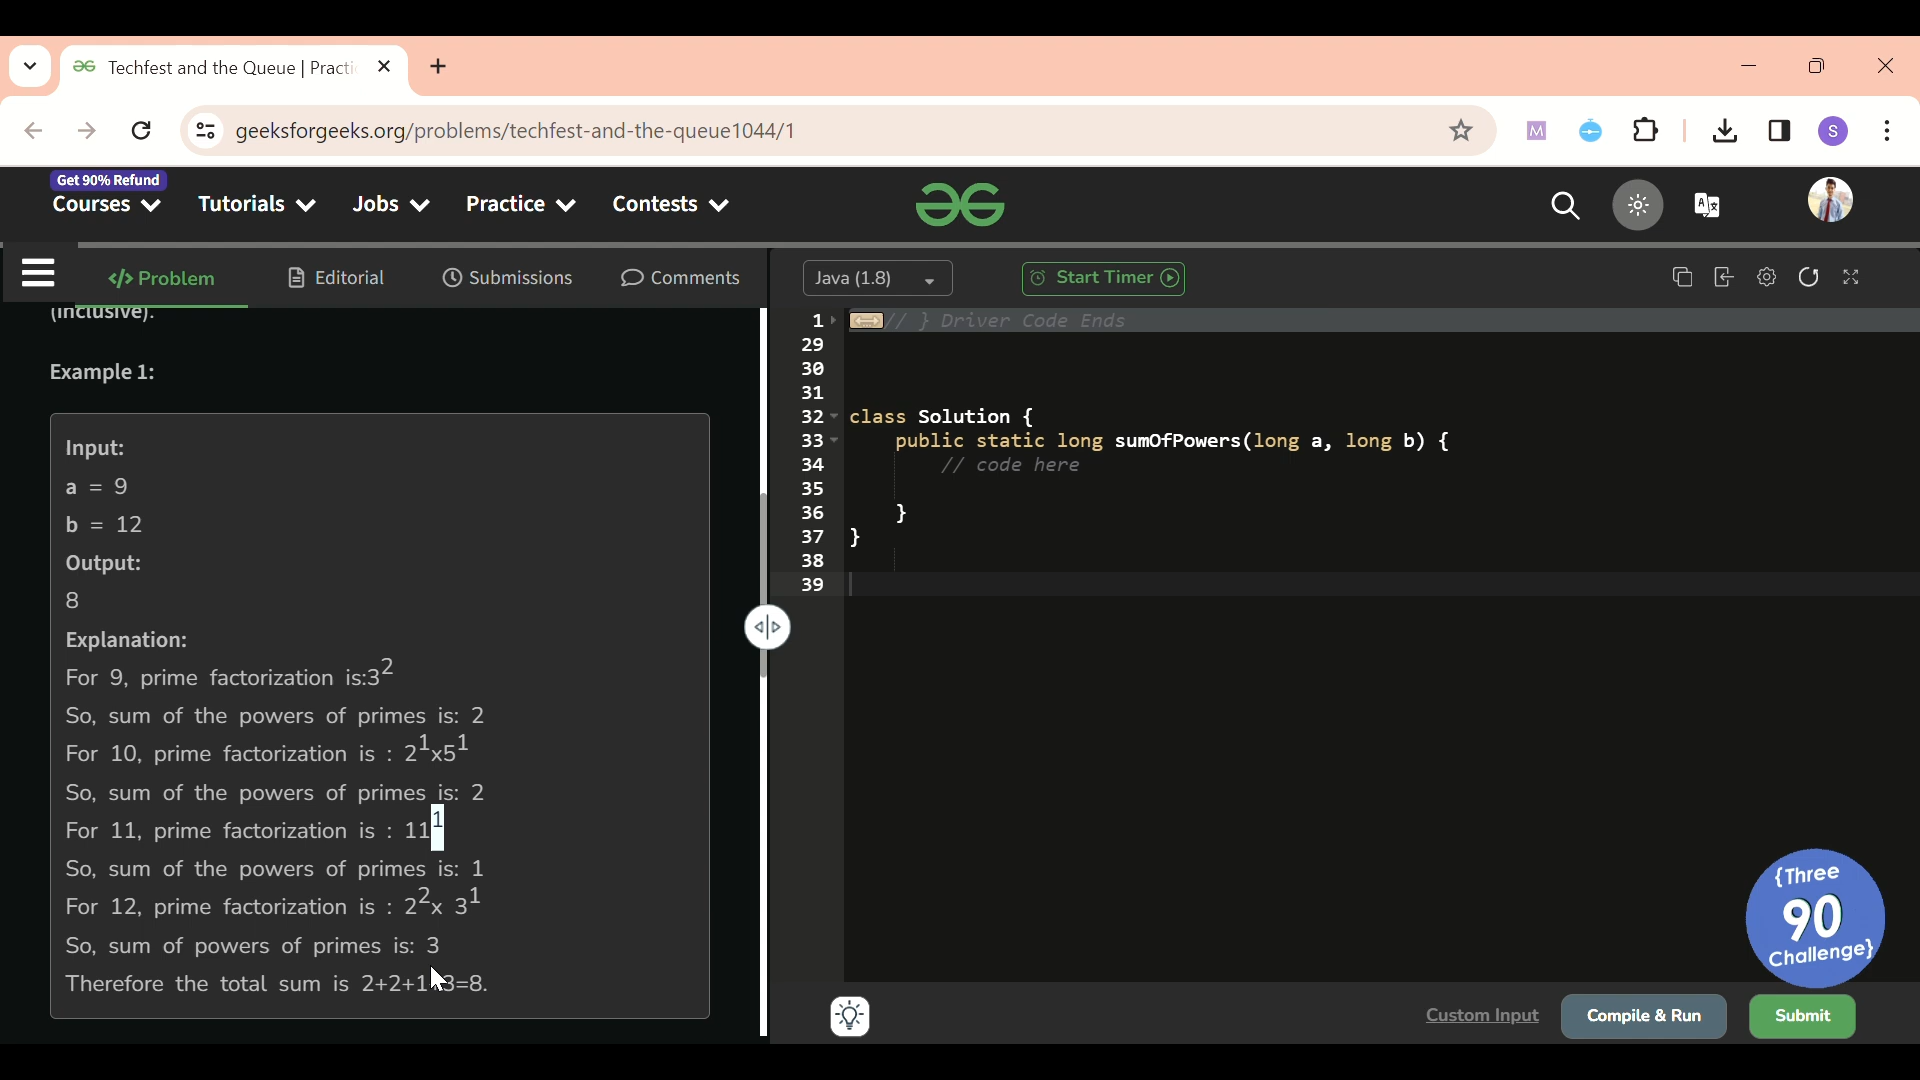 Techfest and the Queue | Practi
geeksforgeeks.org/problems/techfest-and-the-queue1044/1
M
S
Get 90% Refund
Courses Tutorials Jobs Practice Contests
</> Problem Editorial Submissions Comments
Java (1.8) Start Timer
(inclusive).
Example 1:
Input:
a = 9
b = 12
Output:
8
Explanation:
For 9, prime factorization is:3²
So, sum of the powers of primes is: 2
For 10, prime factorization is : 2¹x5¹
So, sum of the powers of primes is: 2
For 11, prime factorization is : 11¹
So, sum of the powers of primes is: 1
For 12, prime factorization is : 2²x 3¹
So, sum of powers of primes is: 3
Therefore the total sum is 2+2+1 3=8.
1 // } Driver Code Ends
29
30
31
32 class Solution {
33 public static long sumOfPowers(long a, long b) {
34 // code here
35
36 }
37 }
38
39
{Three
90
Challenge}
Custom Input Compile & Run Submit